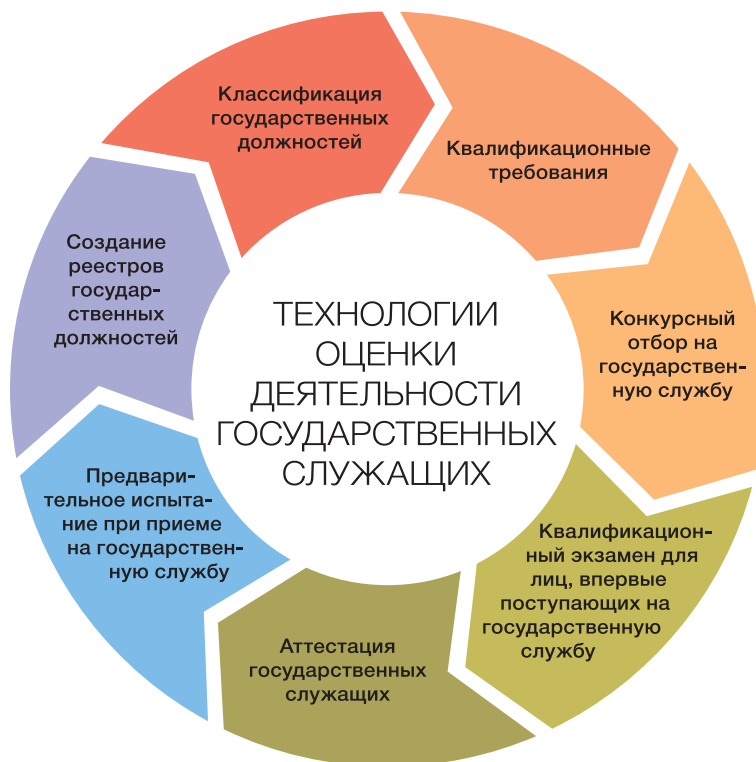 ТЕХНОЛОГИИ
ОЦЕНКИ
ДЕЯТЕЛЬНОСТИ
ГОСУДАРСТВЕННЫХ
СЛУЖАЩИХ
Классификация
государственных
должностей
Квалификационные
требования
Конкурсный
отбор на
государствен-
ную службу
Квалификацион-
ный экзамен для
лиц, впервые
поступающих на
государственную
службу
Аттестация
государственных
служащих
Предвари-
тельное испыта-
ние при приеме
на государствен-
ную службу
Создание
реестров
государ-
ственных
должностей